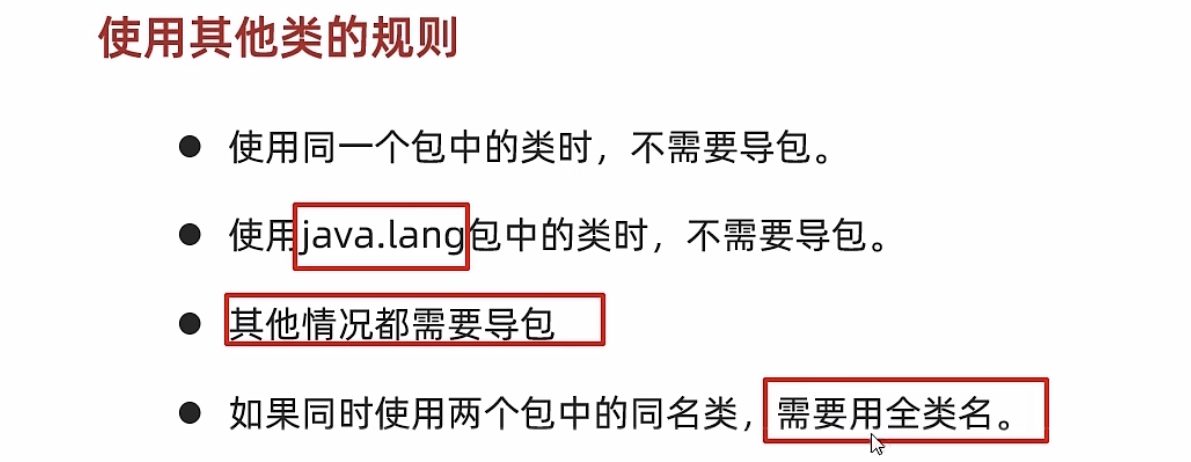 使用其他类的规则
使用同一个包中的类时，不需要导包。
使用java.lang包中的类时，不需要导包。
其他情况都需要导包
如果同时使用两个包中的同名类，需要用全类名。